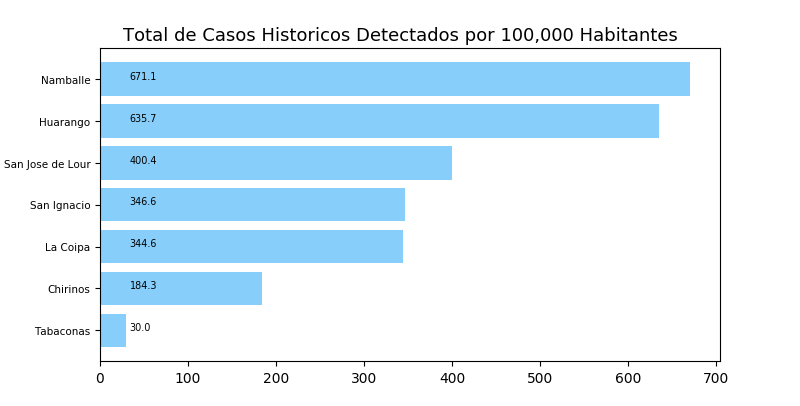 Total de Casos Historicos Detectados por 100,000 Habitantes
Namballe 671.1
Huarango 635.7
San Jose de Lour 400.4
San Ignacio 346.6
La Coipa 344.6
Chirinos 184.3
Tabaconas 30.0
0 100 200 300 400 500 600 700